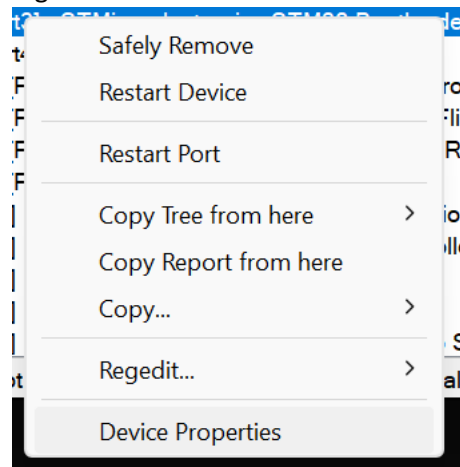 Safely Remove
Restart Device
Restart Port
Copy Tree from here
Copy Report from here
Copy...
Regedit...
Device Properties